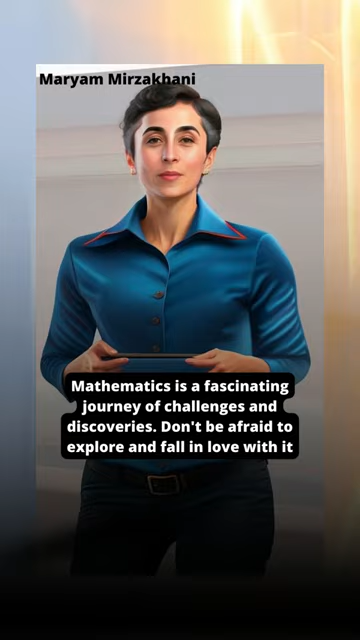 Maryam Mirzakhani
Mathematics is a fascinating
journey of challenges and
discoveries. Don't be afraid to
explore and fall in love with it